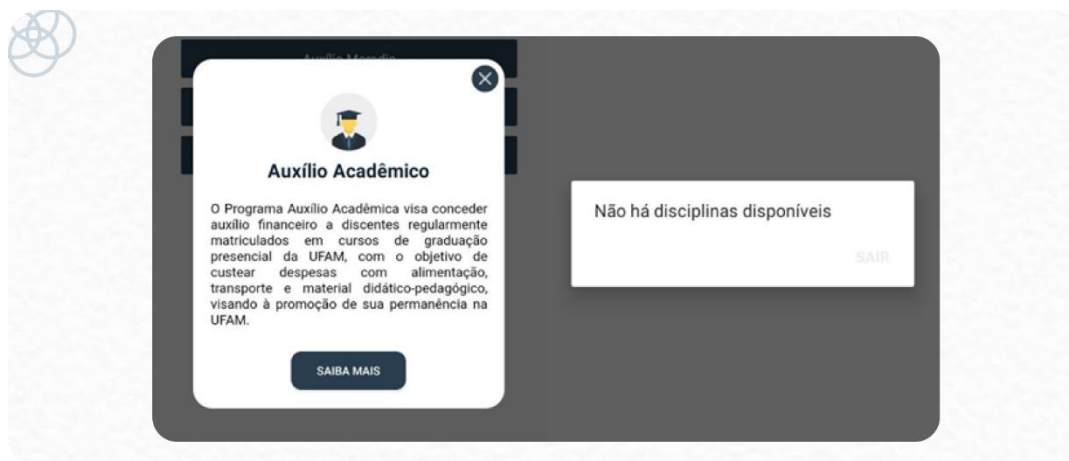 Auxílio Moradia
Auxílio Acadêmico
O Programa Auxílio Acadêmica visa conceder
auxílio financeiro a discentes regularmente
matriculados em cursos de graduação
presencial da UFAM, com o objetivo de
custear despesas com alimentação,
transporte e material didático-pedagógico,
visando à promoção de sua permanência na
UFAM.
SAIBA MAIS
Não há disciplinas disponíveis
SAIR